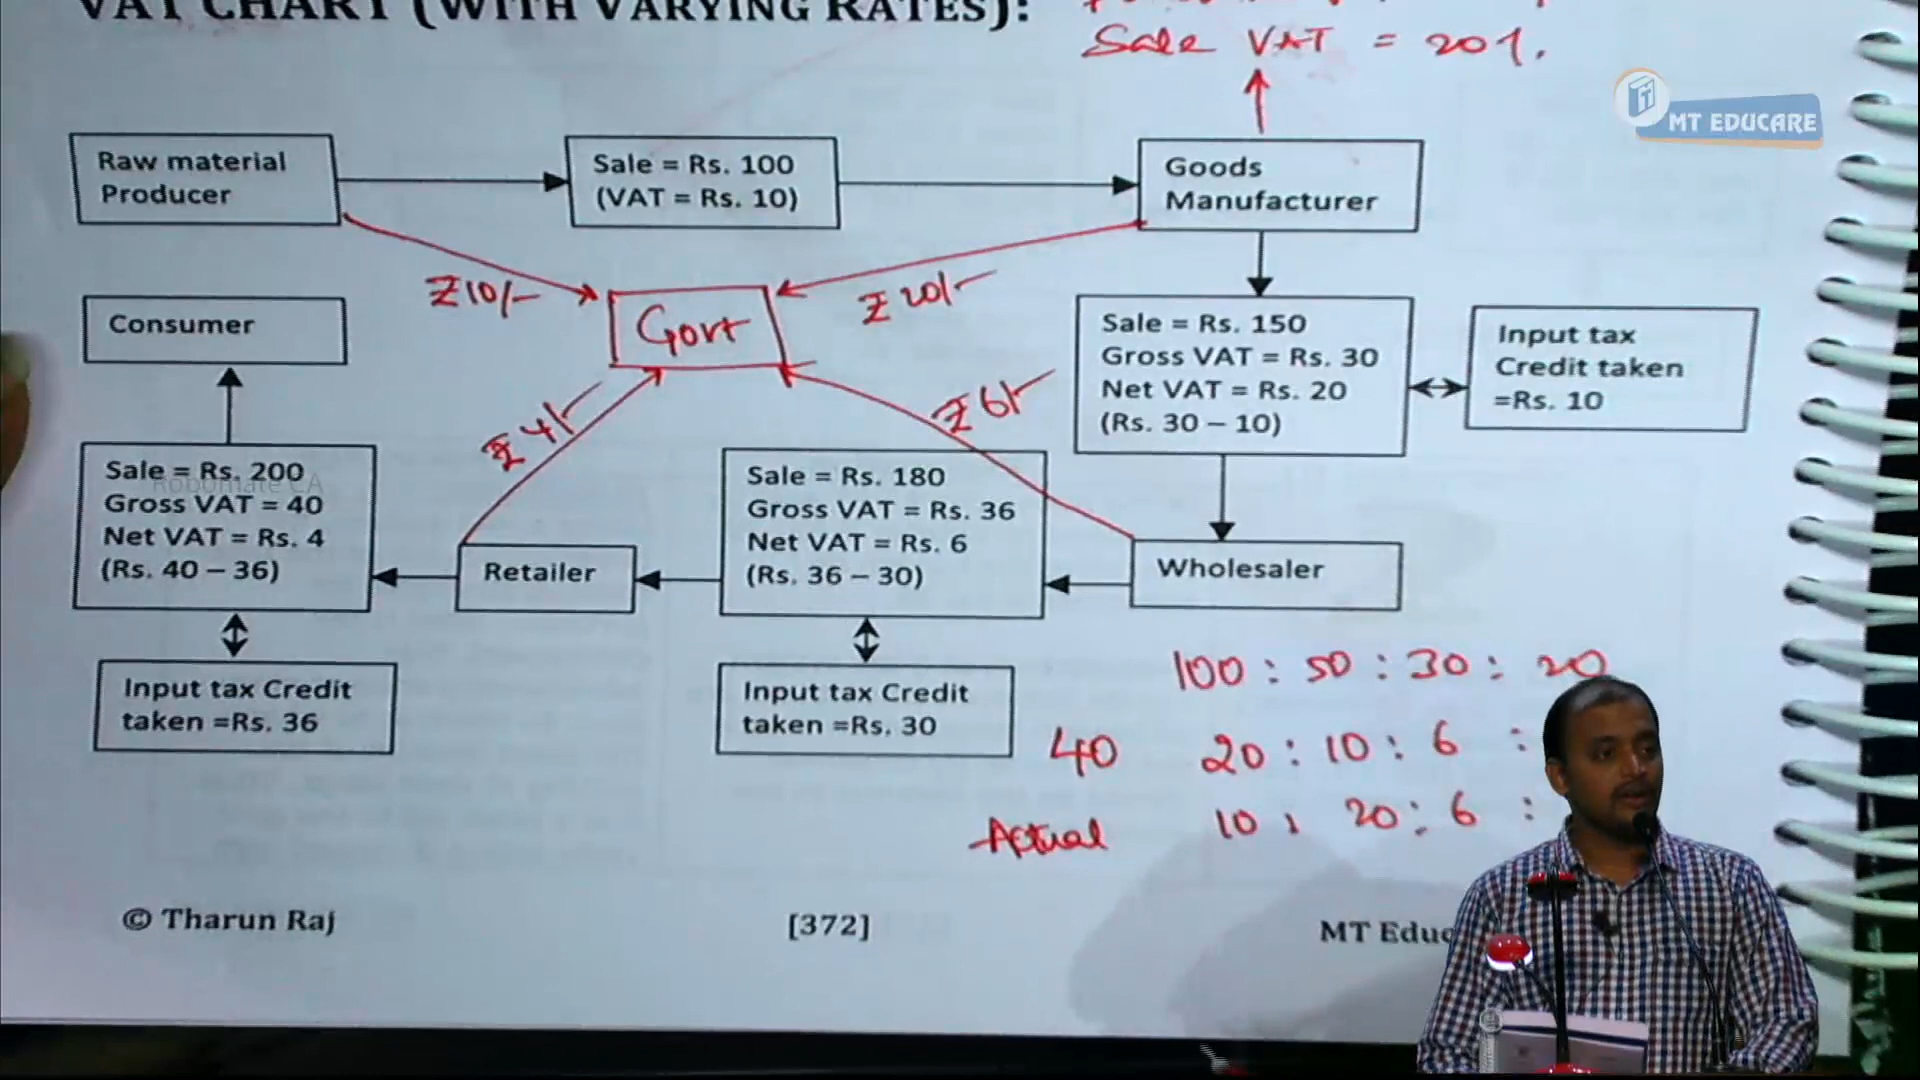 VAT CHART (WITH VARYING RATES):
Sale VAT = 20%.
MT EDUCARE
Raw material
Producer
Sale = Rs. 100
(VAT = Rs. 10)
Goods
Manufacturer
₹10/-
Govt
₹20/-
Consumer
Sale = Rs. 150
Gross VAT = Rs. 30
Net VAT = Rs. 20
(Rs. 30 – 10)
Input tax
Credit taken
=Rs. 10
₹4/-
₹6/-
Sale = Rs. 200
Gross VAT = 40
Net VAT = Rs. 4
(Rs. 40 – 36)
Robomate CA
Retailer
Sale = Rs. 180
Gross VAT = Rs. 36
Net VAT = Rs. 6
(Rs. 36 – 30)
Wholesaler
Input tax Credit
taken =Rs. 36
Input tax Credit
taken =Rs. 30
100 : 50 : 30 : 20
40 20 : 10 : 6 :
Actual 10 : 20 : 6 :
© Tharun Raj
[372]
MT Educ